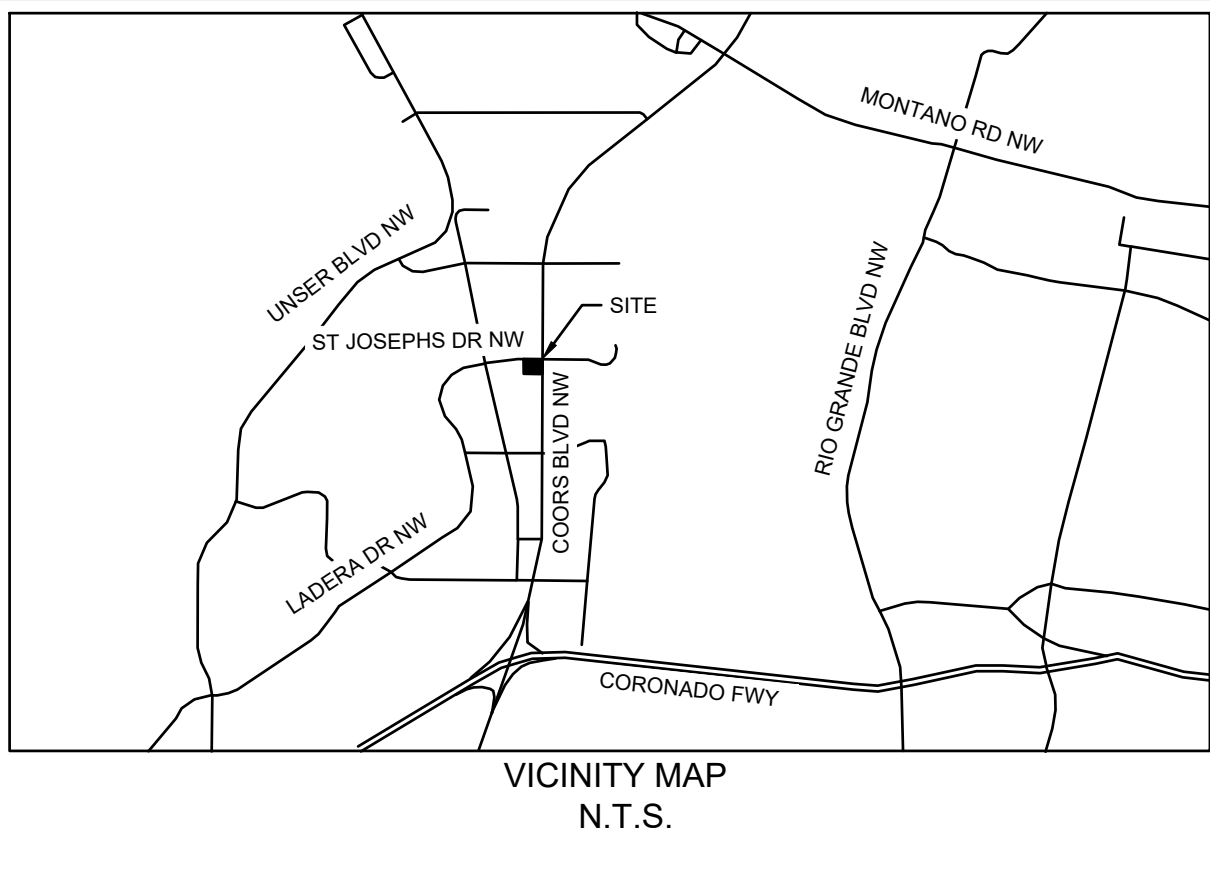 MONTANO RD NW
UNSER BLVD NW
RIO GRANDE BLVD NW
SITE
ST JOSEPHS DR NW
COORS BLVD NW
LADERA DR NW
CORONADO FWY
VICINITY MAP
N.T.S.